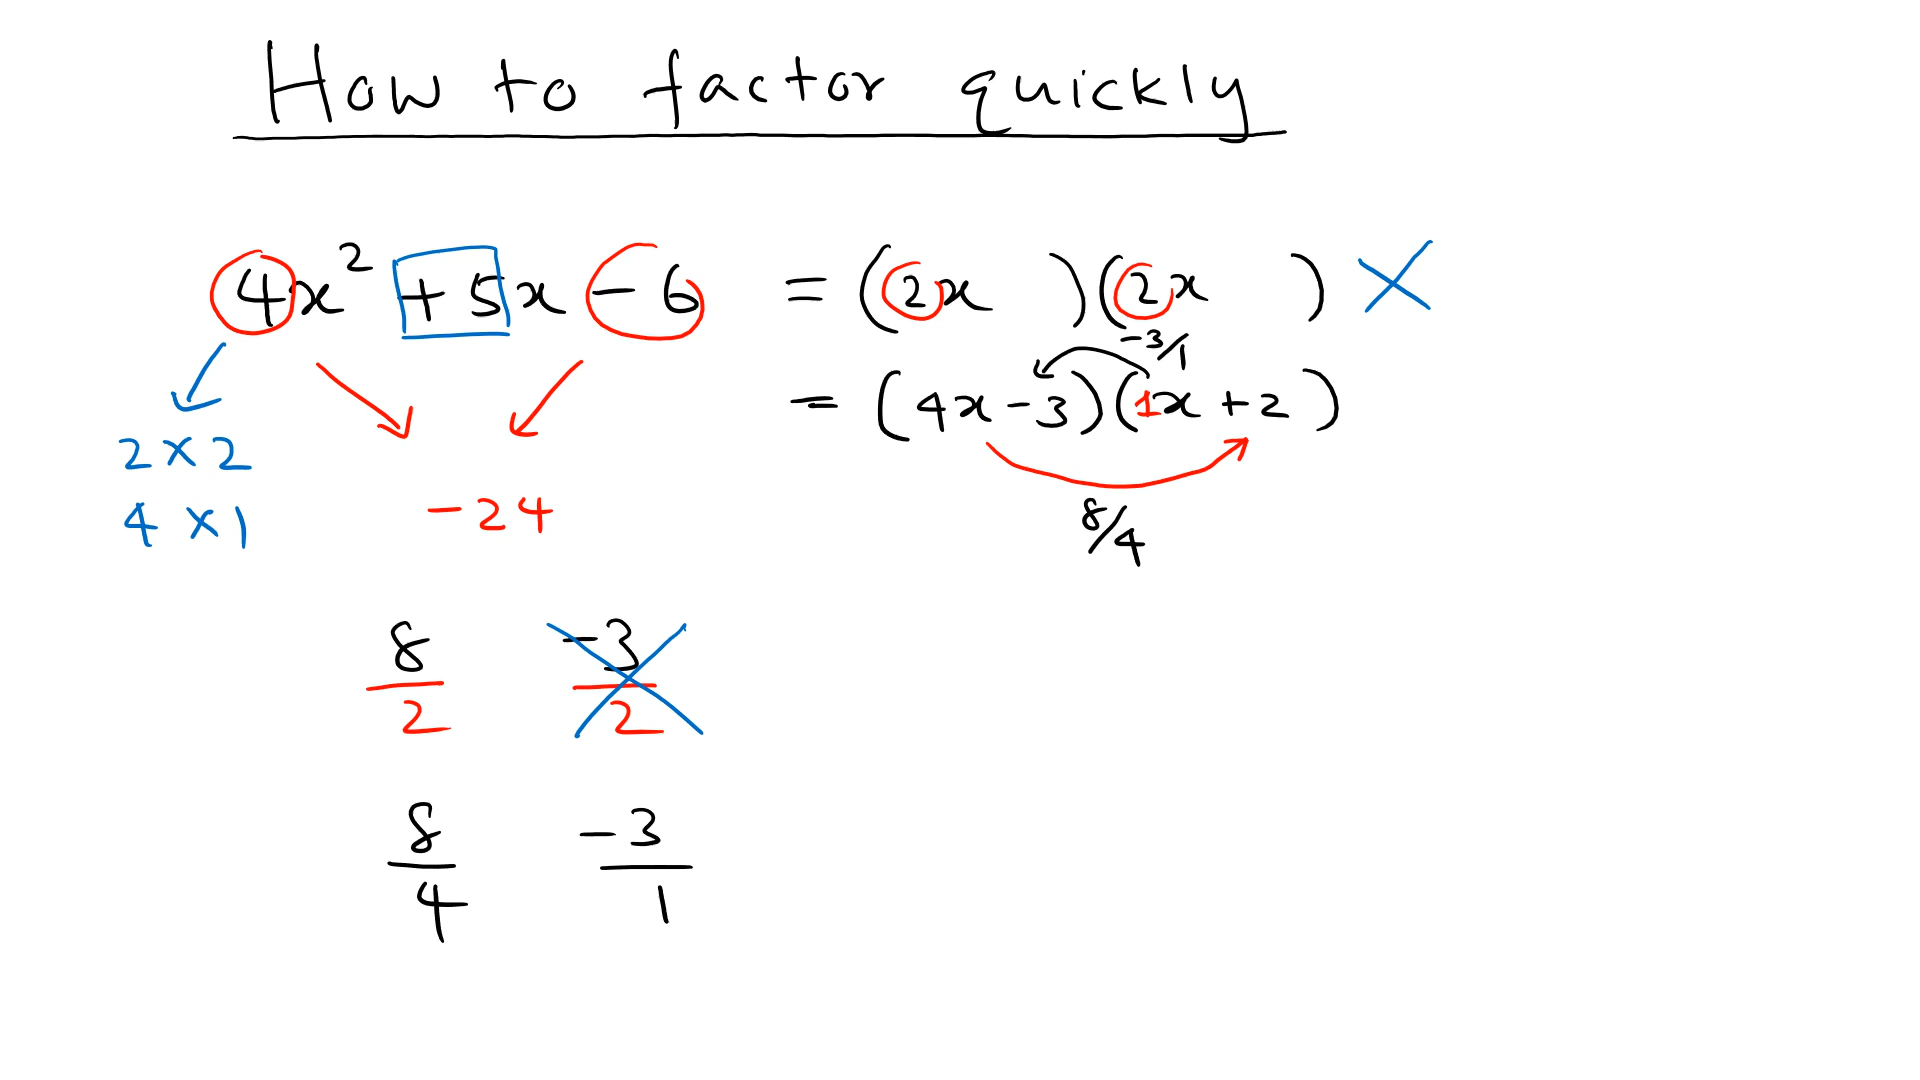 How to factor quickly
4x² + 5x - 6 = (2x )(2x ) X
-3/1
= (4x - 3)(1x + 2)
2 × 2
4 × 1
-24
8/4
8/2 -3/2
8/4 -3/1